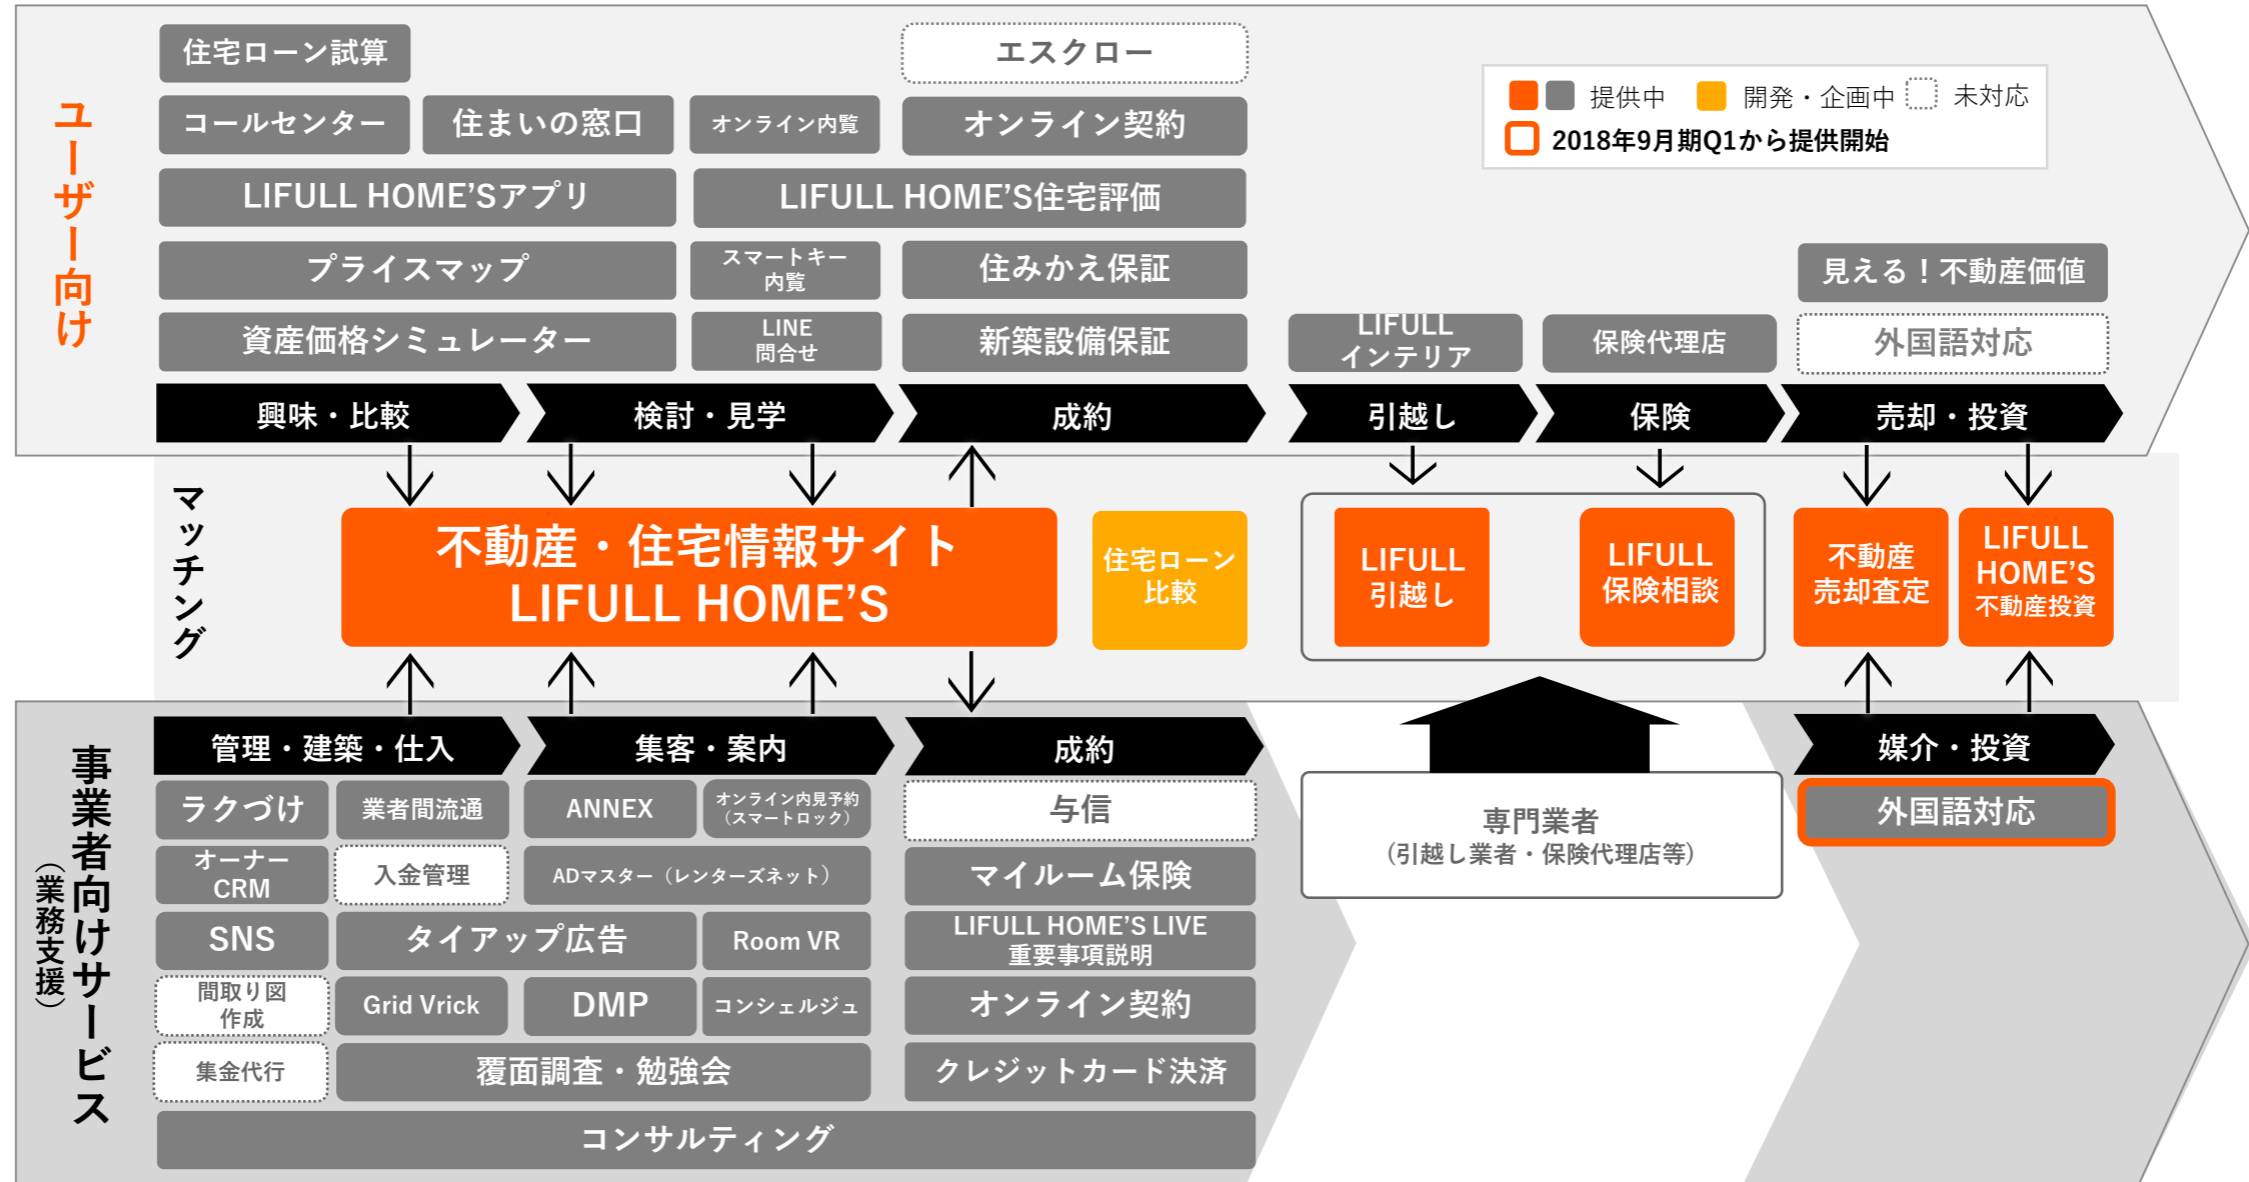 ユーザー向け
住宅ローン試算
エスクロー
コールセンター
住まいの窓口
オンライン内覧
オンライン契約
LIFULL HOME’Sアプリ
LIFULL HOME’S住宅評価
プライスマップ
スマートキー
内覧
住みかえ保証
資産価格シミュレーター
LINE
問合せ
新築設備保証
LIFULL
インテリア
保険代理店
見える！不動産価値
外国語対応
提供中
開発・企画中
未対応
2018年9月期Q1から提供開始
興味・比較
検討・見学
成約
引越し
保険
売却・投資
マッチング
不動産・住宅情報サイト
LIFULL HOME’S
住宅ローン
比較
LIFULL
引越し
LIFULL
保険相談
不動産
売却査定
LIFULL
HOME’S
不動産投資
事業者向けサービス
（業務支援）
管理・建築・仕入
集客・案内
成約
媒介・投資
ラクづけ
業者間流通
ANNEX
オンライン内見予約
（スマートロック）
与信
専門業者
(引越し業者・保険代理店等)
外国語対応
オーナー
CRM
入金管理
ADマスター（レンターズネット）
マイルーム保険
SNS
タイアップ広告
Room VR
LIFULL HOME’S LIVE
重要事項説明
間取り図
作成
Grid Vrick
DMP
コンシェルジュ
オンライン契約
集金代行
覆面調査・勉強会
クレジットカード決済
コンサルティング